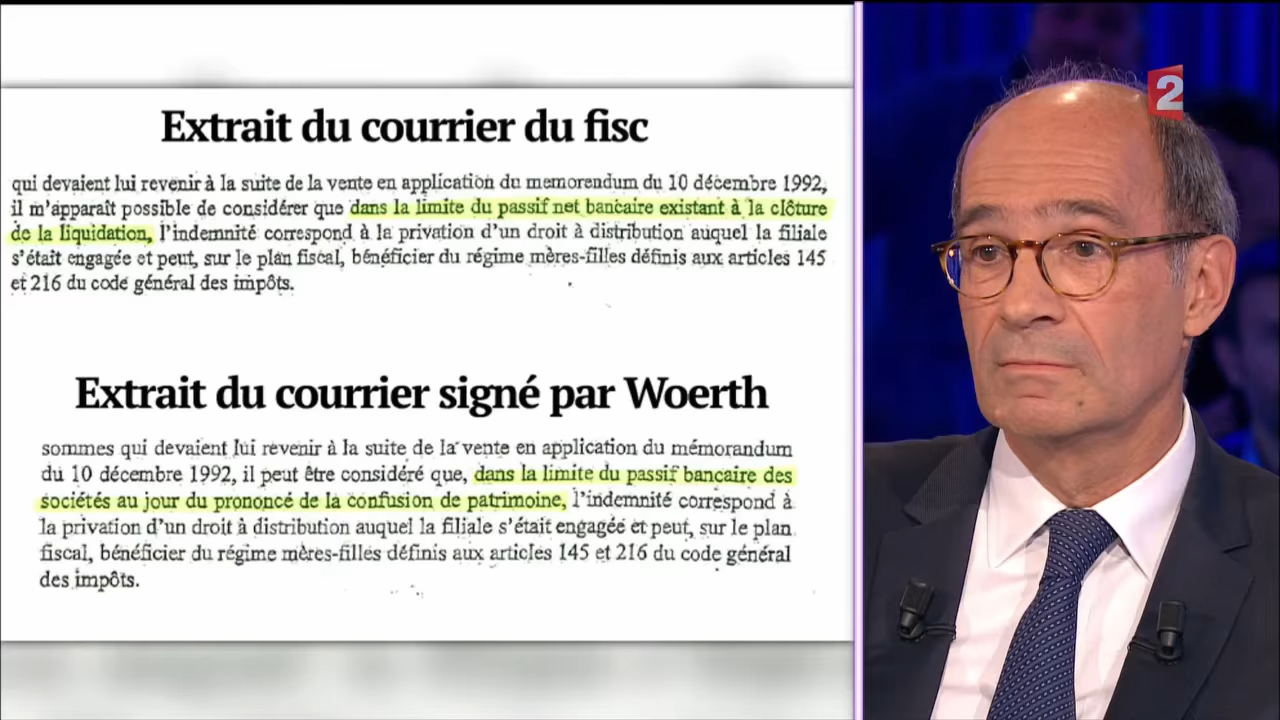 Extrait du courrier du fisc
2
qui devaient lui revenir à la suite de la vente en application du memorandum du 10 décembre 1992,
il m'apparaît possible de considérer que dans la limite du passif net bancaire existant à la clôture
de la liquidation, l'indemnité correspond à la privation d'un droit à distribution auquel la filiale
s'était engagée et peut, sur le plan fiscal, bénéficier du régime mères-filles définis aux articles 145
et 216 du code général des impôts.
Extrait du courrier signé par Woerth
sommes qui devaient lui revenir à la suite de la vente en application du mémorandum
du 10 décembre 1992, il peut être considéré que, dans la limite du passif bancaire des
sociétés au jour du prononcé de la confusion de patrimoine, l'indemnité correspond à
la privation d'un droit à distribution auquel la filiale s'était engagée et peut, sur le plan
fiscal, bénéficier du régime mères-filles définis aux articles 145 et 216 du code général
des impôts.